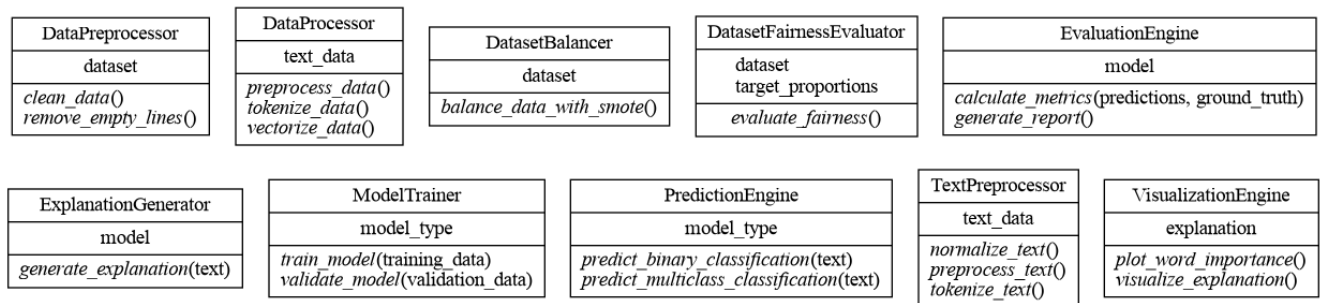 DataPreprocessor
dataset
clean_data()
remove_empty_lines()
DataProcessor
text_data
preprocess_data()
tokenize_data()
vectorize_data()
DatasetBalancer
dataset
balance_data_with_smote()
DatasetFairnessEvaluator
dataset
target_proportions
evaluate_fairness()
EvaluationEngine
model
calculate_metrics(predictions, ground_truth)
generate_report()
ExplanationGenerator
model
generate_explanation(text)
ModelTrainer
model_type
train_model(training_data)
validate_model(validation_data)
PredictionEngine
model_type
predict_binary_classification(text)
predict_multiclass_classification(text)
TextPreprocessor
text_data
normalize_text()
preprocess_text()
tokenize_text()
VisualizationEngine
explanation
plot_word_importance()
visualize_explanation()